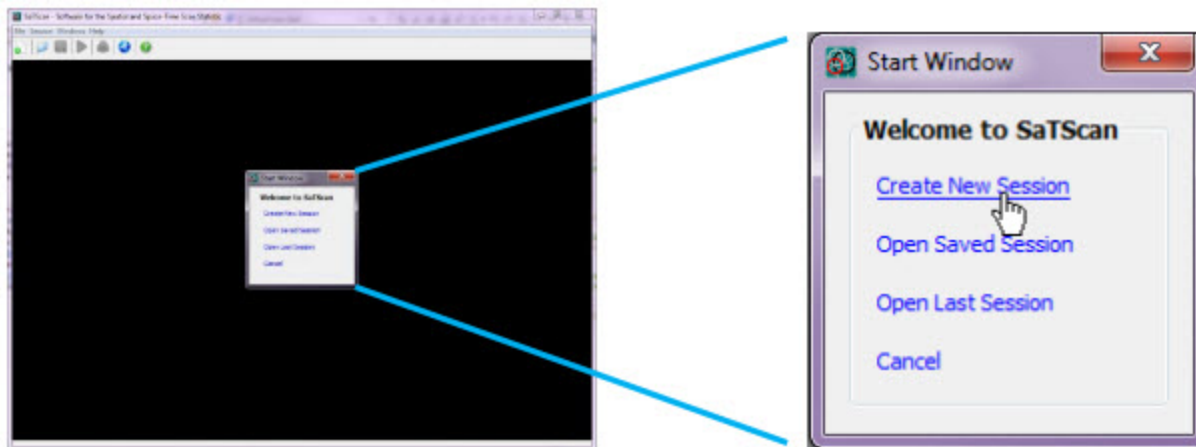 SaTScan - Software for the Spatial and Space-Time Scan Statistic
File Session Windows Help
Start Window
Welcome to SaTScan
Create New Session
Open Saved Session
Open Last Session
Cancel
Start Window
Welcome to SaTScan
Create New Session
Open Saved Session
Open Last Session
Cancel